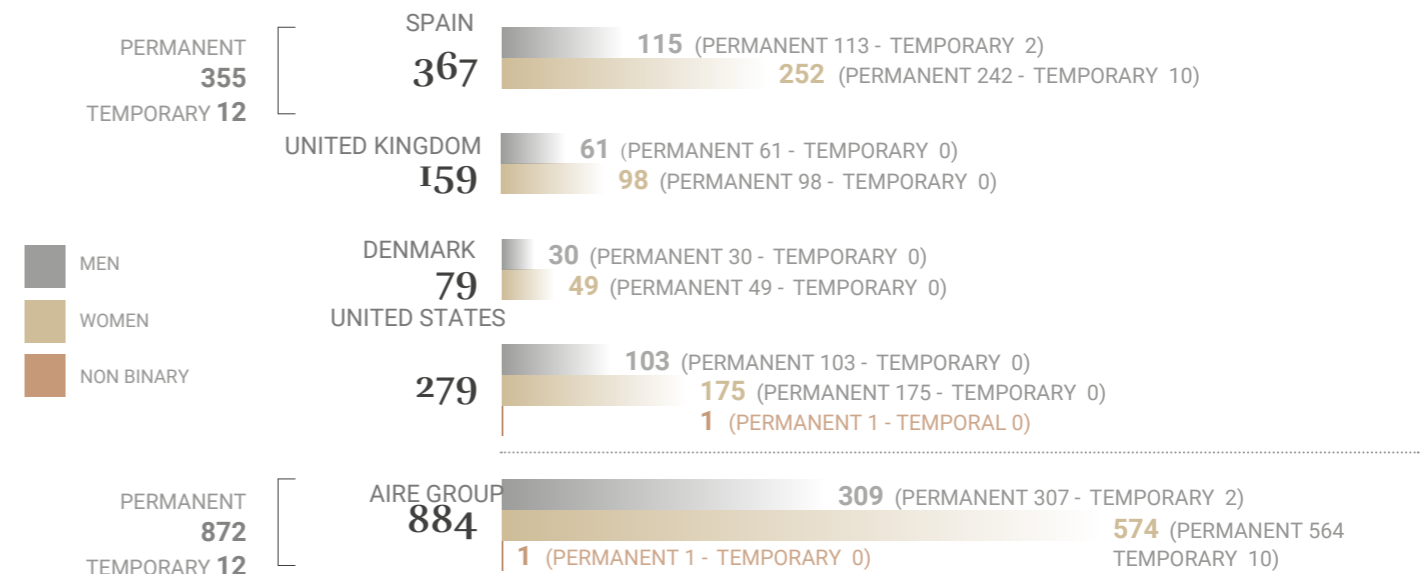 SPAIN
367
PERMANENT
355
TEMPORARY 12
115 (PERMANENT 113 - TEMPORARY 2)
252 (PERMANENT 242 - TEMPORARY 10)
UNITED KINGDOM
159
61 (PERMANENT 61 - TEMPORARY 0)
98 (PERMANENT 98 - TEMPORARY 0)
MEN
WOMEN
NON BINARY
DENMARK
79
30 (PERMANENT 30 - TEMPORARY 0)
49 (PERMANENT 49 - TEMPORARY 0)
UNITED STATES
279
103 (PERMANENT 103 - TEMPORARY 0)
175 (PERMANENT 175 - TEMPORARY 0)
1 (PERMANENT 1 - TEMPORAL 0)
PERMANENT
872
TEMPORARY 12
AIRE GROUP
884
309 (PERMANENT 307 - TEMPORARY 2)
574 (PERMANENT 564
TEMPORARY 10)
1 (PERMANENT 1 - TEMPORARY 0)